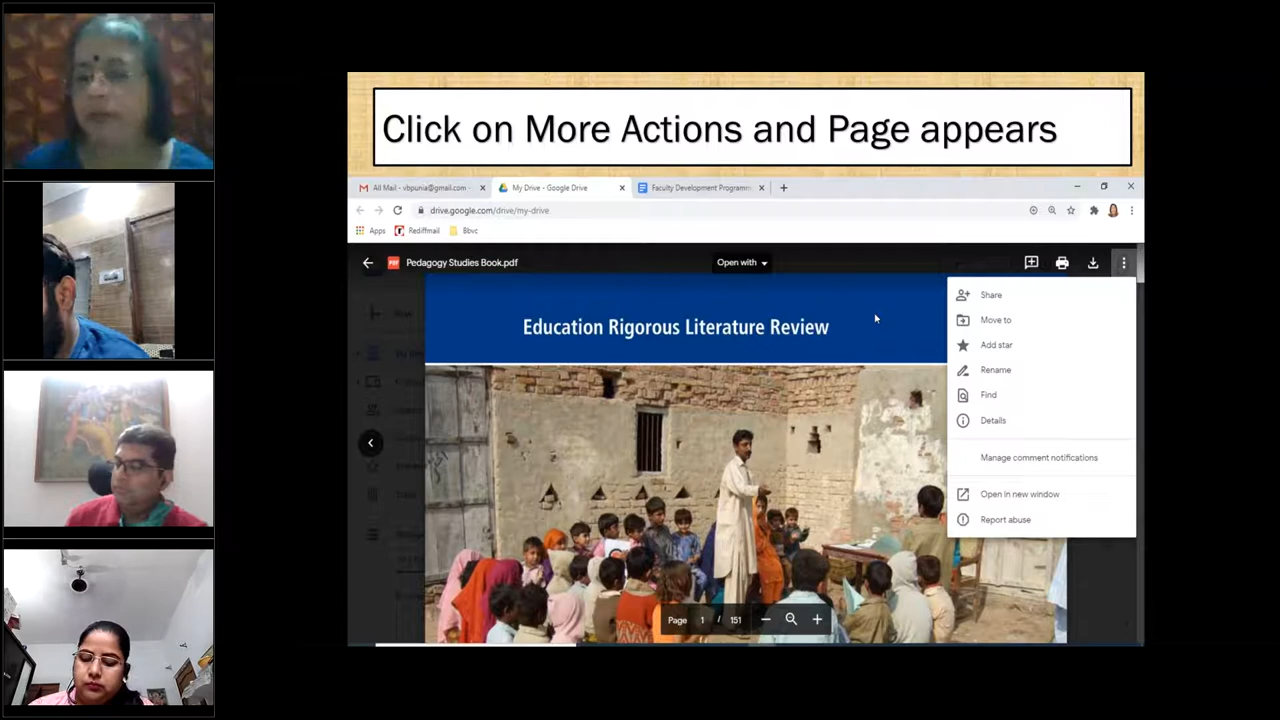 Click on More Actions and Page appears
All Mail - vbpunia@gmail.com -
My Drive - Google Drive
Faculty Development Programm
drive.google.com/drive/my-drive
Apps
Rediffmail
Bbvc
PDF
Pedagogy Studies Book.pdf
Open with
Education Rigorous Literature Review
Share
Move to
Add star
Rename
Find
Details
Manage comment notifications
Open in new window
Report abuse
Page 1 / 151